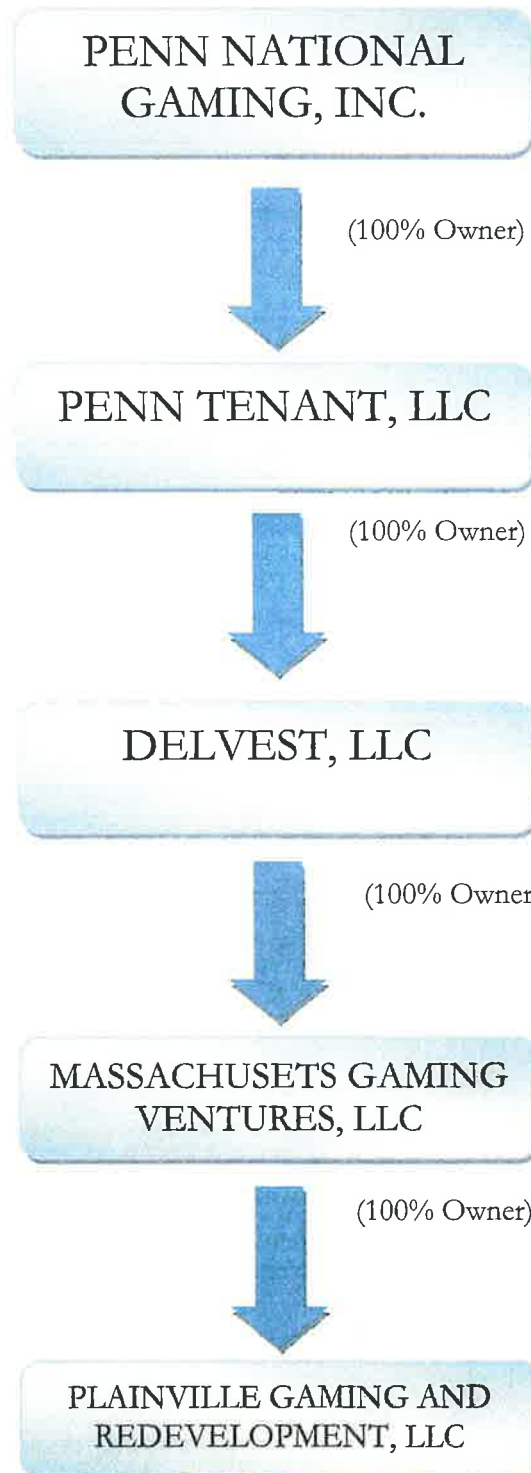 PENN NATIONAL
GAMING, INC.
(100% Owner)
PENN TENANT, LLC
(100% Owner)
DELVEST, LLC
(100% Owner
MASSACHUSETS GAMING
VENTURES, LLC
(100% Owner)
PLAINVILLE GAMING AND
REDEVELOPMENT, LLC